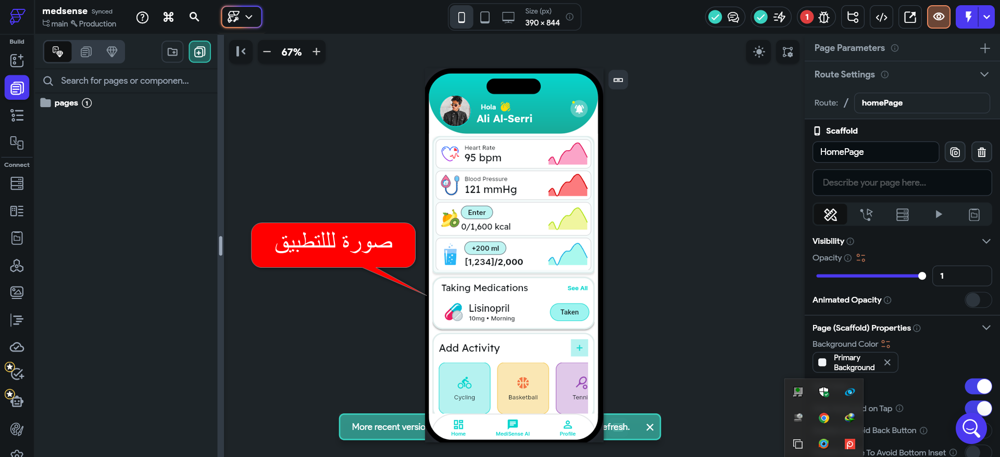 medsense Synced
main Production
Size (px)
390 × 844
1
Build
67%
Page Parameters
Search for pages or componen...
Route Settings
pages 1
Route: / homePage
Hola
Ali Al-Serri
Scaffold
HomePage
Heart Rate
95 bpm
Connect
Blood Pressure
121 mmHg
Describe your page here...
Enter
0/1,600 kcal
صورة لللتطبيق
Visibility
Opacity
+200 ml
[1,234]/2,000
1
Taking Medications
See All
Animated Opacity
Lisinopril
10mg • Morning
Taken
Page (Scaffold) Properties
Background Color
Add Activity
+
Primary
Background
Cycling
Basketball
Tenni
d on Tap
More recent versio
efresh.
Home
MediSense AI
Profile
id Back Button
e To Avoid Bottom Inset